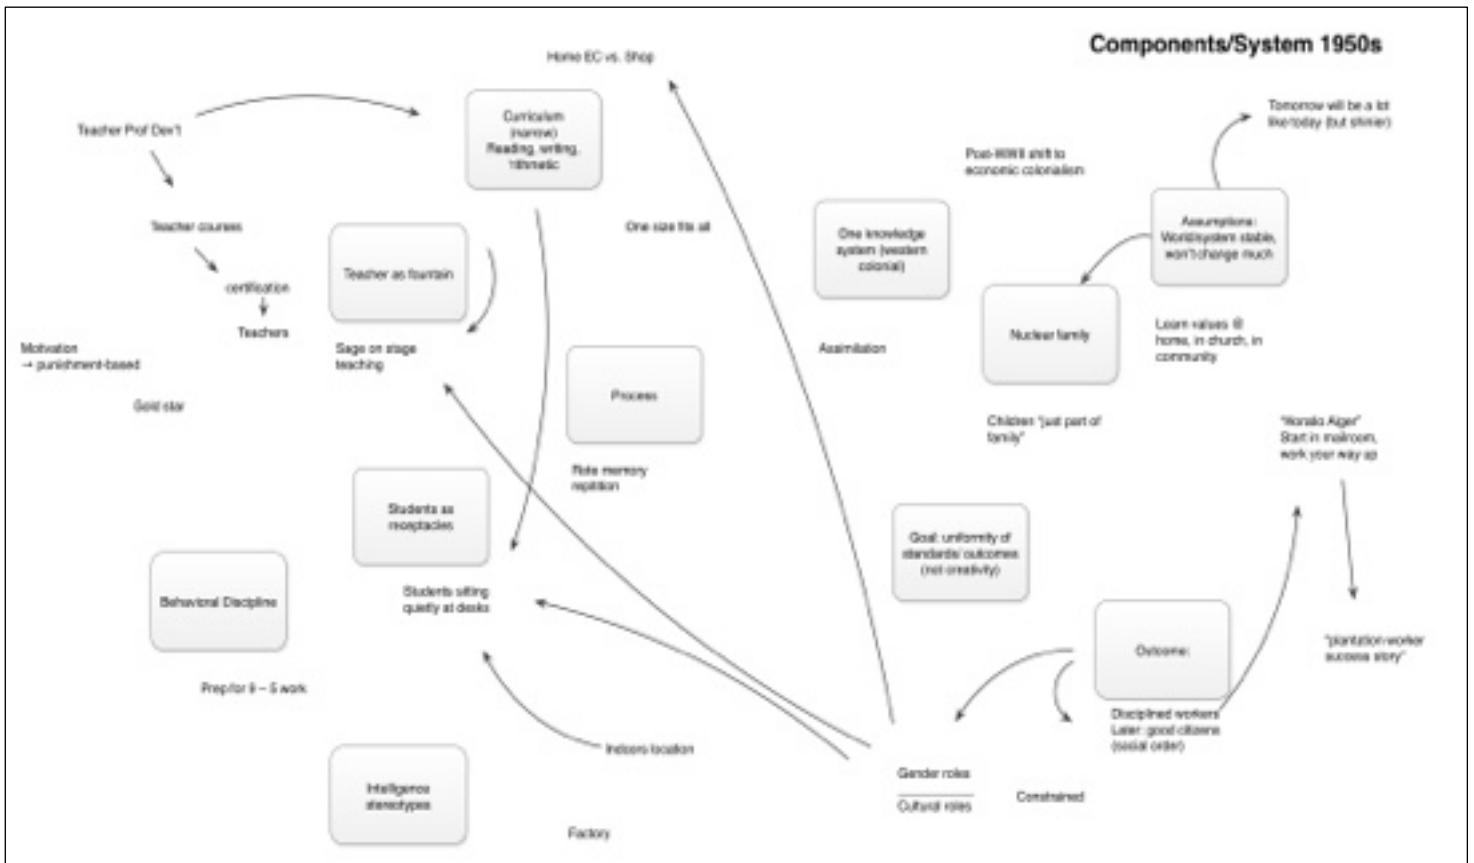 Components/System 1950s
Home EC vs. Shop
Teacher Prof Dev't
Curriculum
(narrow)
Reading, writing,
'rithmetic
Tomorrow will be a lot
like today (but shinier)
Post-WWII shift to
economic colonialism
Teacher courses
One size fits all
One knowledge
system (western
colonial)
Assumptions:
World/system stable,
won't change much
Teacher as fountain
certification
Teachers
Nuclear family
Learn values @
home, in church, in
community
Motivation
→ punishment-based
Sage on stage
teaching
Assimilation
Gold star
Process
Children "just part of
family"
"Horatio Alger"
Start in mailroom,
work your way up
Rote memory
repitition
Students as
receptacles
Goal: uniformity of
standards/ outcomes
(not creativity)
Behavioral Discipline
Students sitting
quietly at desks
Outcome:
"plantation worker
success story"
Prep for 9 – 5 work
Disciplined workers
Later: good citizens
(social order)
Indoors location
Gender roles
Cultural roles
Constrained
Intelligence
stereotypes
Factory